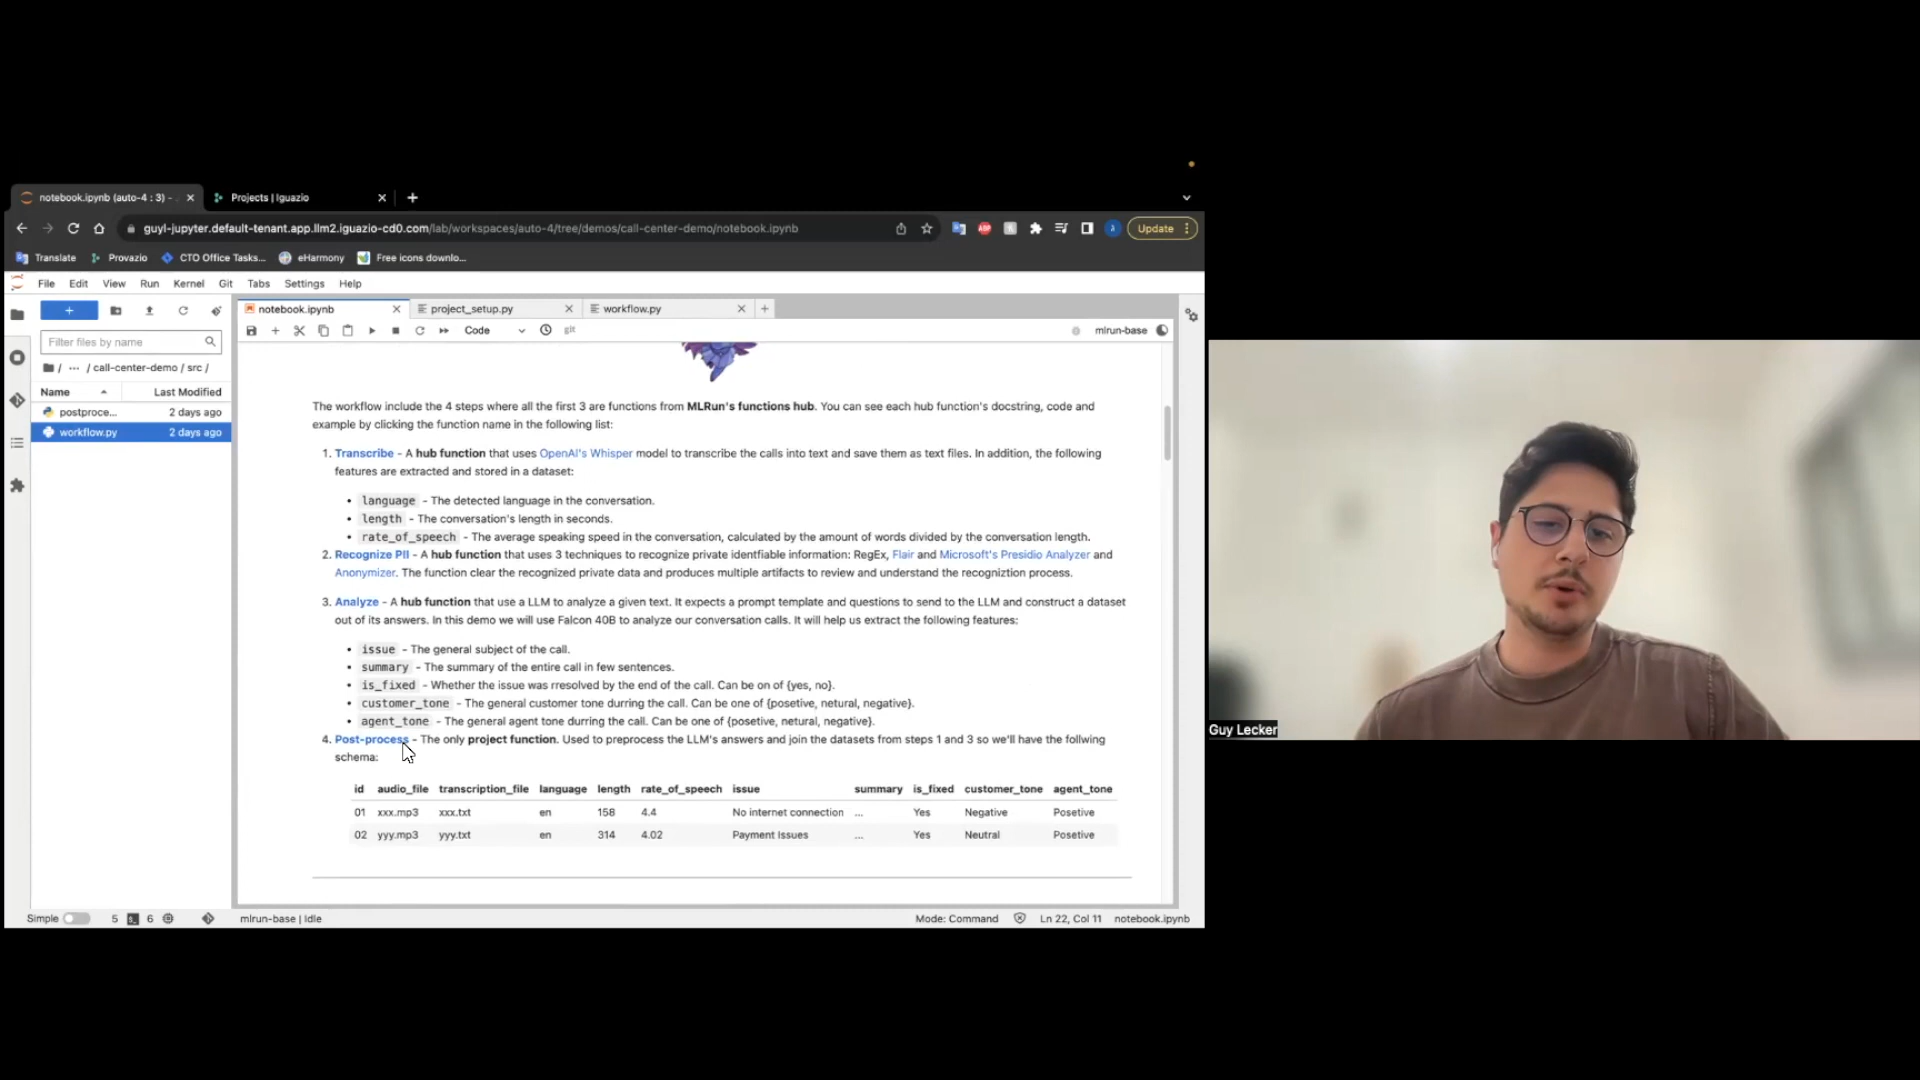 notebook.ipynb (auto-4 : 3) -
Projects | Iguazio
guyl-jupyter.default-tenant.app.llm2.iguazio-cd0.com/lab/workspaces/auto-4/tree/demos/call-center-demo/notebook.ipynb
Update
Translate
Provazio
CTO Office Tasks...
eHarmony
Free icons downlo...
File Edit View Run Kernel Git Tabs Settings Help
notebook.ipynb
project_setup.py
workflow.py
Code
git
mlrun-base
Filter files by name
/ ... / call-center-demo / src /
Name Last Modified
postproce... 2 days ago
workflow.py 2 days ago
The workflow include the 4 steps where all the first 3 are functions from MLRun's functions hub. You can see each hub function's docstring, code and
example by clicking the function name in the following list:
1. Transcribe - A hub function that uses OpenAI's Whisper model to transcribe the calls into text and save them as text files. In addition, the following
features are extracted and stored in a dataset:
• language - The detected language in the conversation.
• length - The conversation's length in seconds.
• rate_of_speech - The average speaking speed in the conversation, calculated by the amount of words divided by the conversation length.
2. Recognize PII - A hub function that uses 3 techniques to recognize private identfiable information: RegEx, Flair and Microsoft's Presidio Analyzer and
Anonymizer. The function clear the recognized private data and produces multiple artifacts to review and understand the recogniztion process.
3. Analyze - A hub function that use a LLM to analyze a given text. It expects a prompt template and questions to send to the LLM and construct a dataset
out of its answers. In this demo we will use Falcon 40B to analyze our conversation calls. It will help us extract the following features:
• issue - The general subject of the call.
• summary - The summary of the entire call in few sentences.
• is_fixed - Whether the issue was rresolved by the end of the call. Can be on of {yes, no}.
• customer_tone - The general customer tone durring the call. Can be one of {posetive, netural, negative}.
• agent_tone - The general agent tone durring the call. Can be one of {posetive, netural, negative}.
4. Post-process - The only project function. Used to preprocess the LLM's answers and join the datasets from steps 1 and 3 so we'll have the follwing
schema:
id audio_file transcription_file language length rate_of_speech issue summary is_fixed customer_tone agent_tone
01 xxx.mp3 xxx.txt en 158 4.4 No internet connection ... Yes Negative Posetive
02 yyy.mp3 yyy.txt en 314 4.02 Payment Issues ... Yes Neutral Posetive
Guy Lecker
Simple 5 6 mlrun-base | Idle Mode: Command Ln 22, Col 11 notebook.ipynb